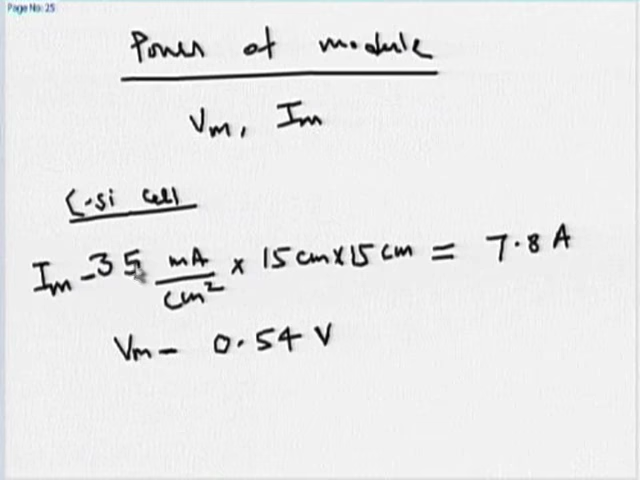 Page No: 25
Power of module
Vm, Im
C-Si Cell
Im - 35 mA/cm² × 15 cm × 15 cm = 7.8 A
Vm - 0.54 V